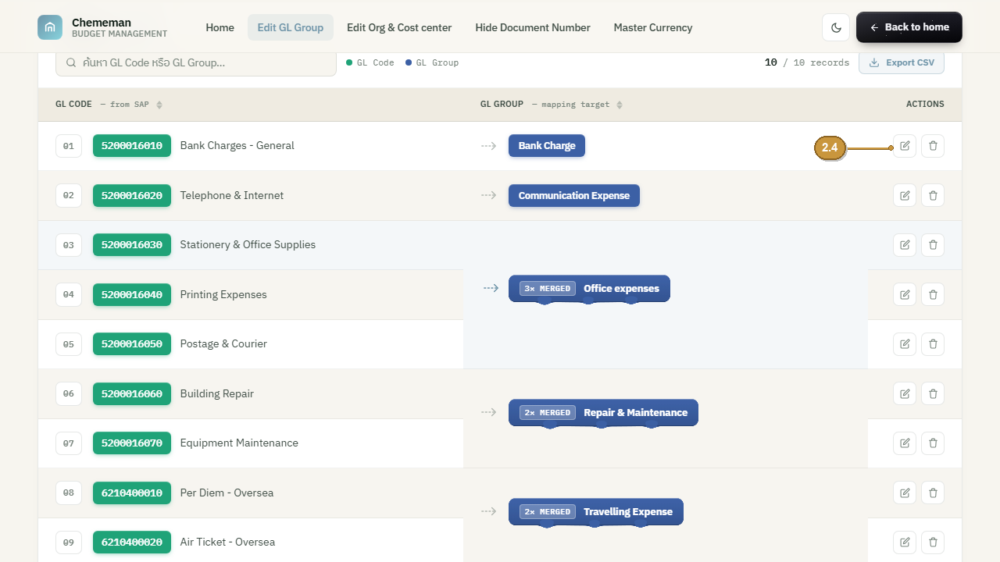 Chememan
BUDGET MANAGEMENT
Home
Edit GL Group
Edit Org & Cost center
Hide Document Number
Master Currency
Back to home
ค้นหา GL Code หรือ GL Group...
GL Code
GL Group
10 / 10 records
Export CSV
GL CODE — from SAP
GL GROUP — mapping target
ACTIONS
01 5200016010 Bank Charges - General
Bank Charge
2.4
02 5200016020 Telephone & Internet
Communication Expense
03 5200016030 Stationery & Office Supplies
3× MERGED Office expenses
04 5200016040 Printing Expenses
05 5200016050 Postage & Courier
06 5200016060 Building Repair
2× MERGED Repair & Maintenance
07 5200016070 Equipment Maintenance
08 6210400010 Per Diem - Oversea
2× MERGED Travelling Expense
09 6210400020 Air Ticket - Oversea